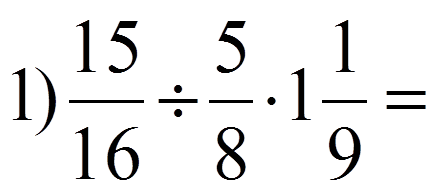 1) 15/16 ÷ 5/8 · 1 1/9 =